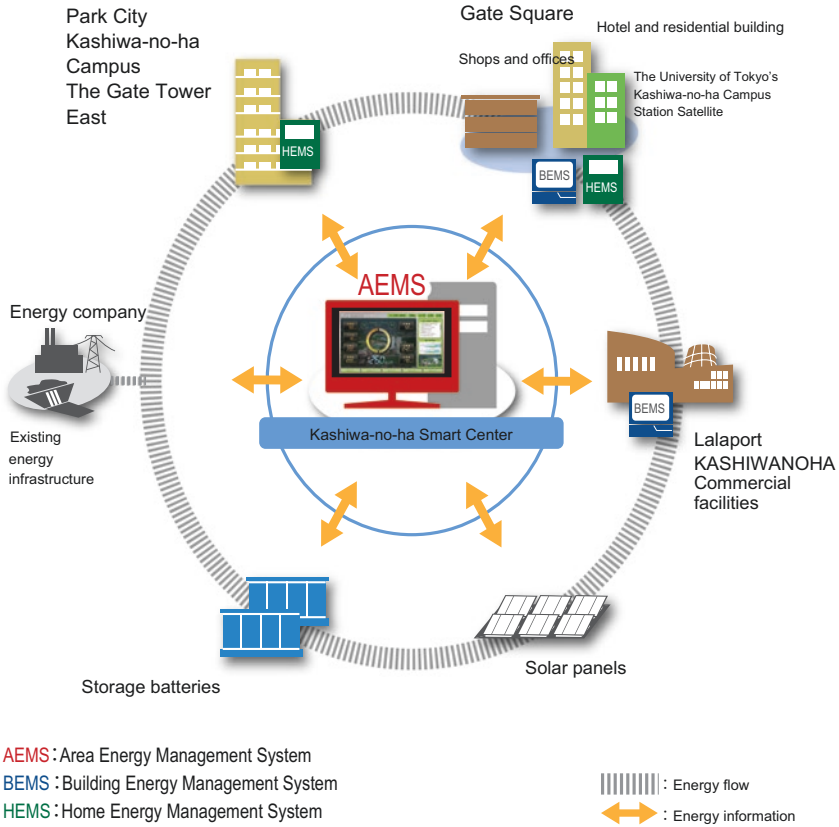 Park City
Kashiwa-no-ha
Campus
The Gate Tower
East
HEMS
Gate Square
Hotel and residential building
Shops and offices
The University of Tokyo's
Kashiwa-no-ha Campus
Station Satellite
BEMS
HEMS
AEMS
Energy company
Existing
energy
infrastructure
Kashiwa-no-ha Smart Center
BEMS
Lalaport
KASHIWANOHA
Commercial
facilities
Storage batteries
Solar panels
AEMS : Area Energy Management System
BEMS : Building Energy Management System
HEMS : Home Energy Management System
: Energy flow
: Energy information